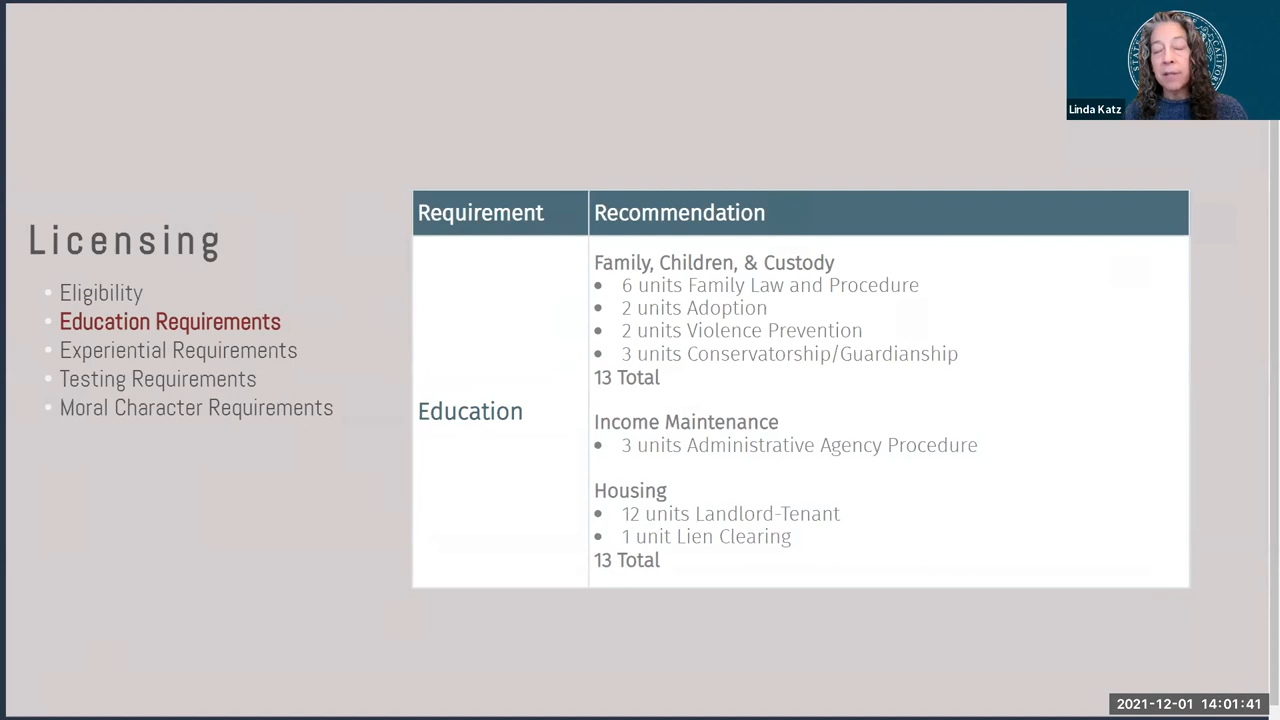 Linda Katz
Licensing
• Eligibility
• Education Requirements
• Experiential Requirements
• Testing Requirements
• Moral Character Requirements
Requirement
Recommendation
Education
Family, Children, & Custody
• 6 units Family Law and Procedure
• 2 units Adoption
• 2 units Violence Prevention
• 3 units Conservatorship/Guardianship
13 Total
Income Maintenance
• 3 units Administrative Agency Procedure
Housing
• 12 units Landlord-Tenant
• 1 unit Lien Clearing
13 Total
2021-12-01 14:01:41